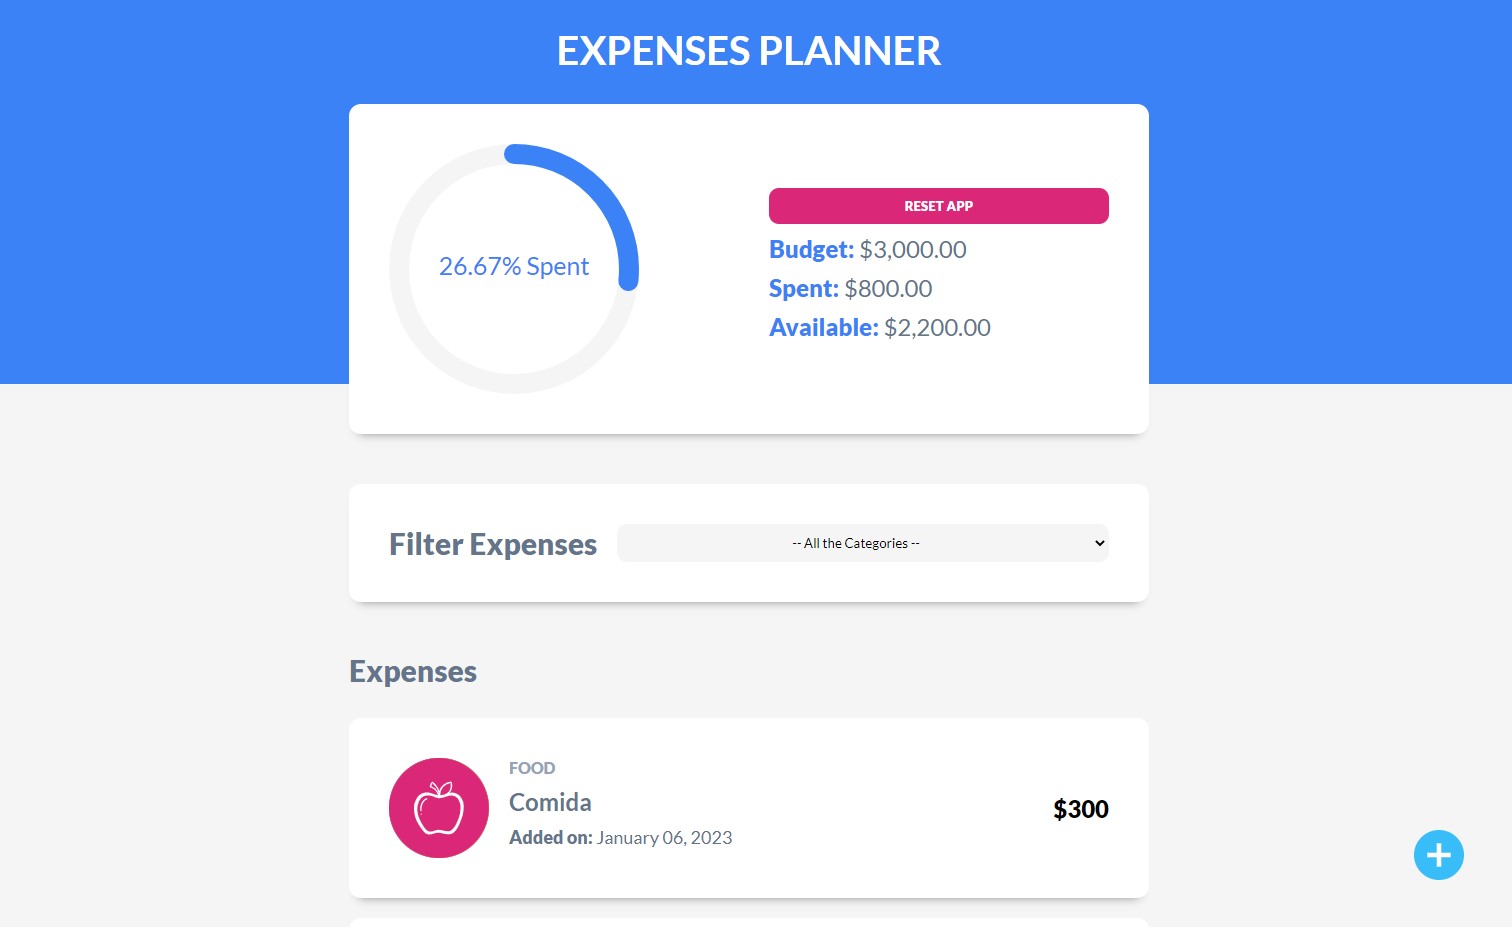 EXPENSES PLANNER
26.67% Spent
RESET APP
Budget: $3,000.00
Spent: $800.00
Available: $2,200.00
Filter Expenses
-- All the Categories --
Expenses
FOOD
Comida
Added on: January 06, 2023
$300